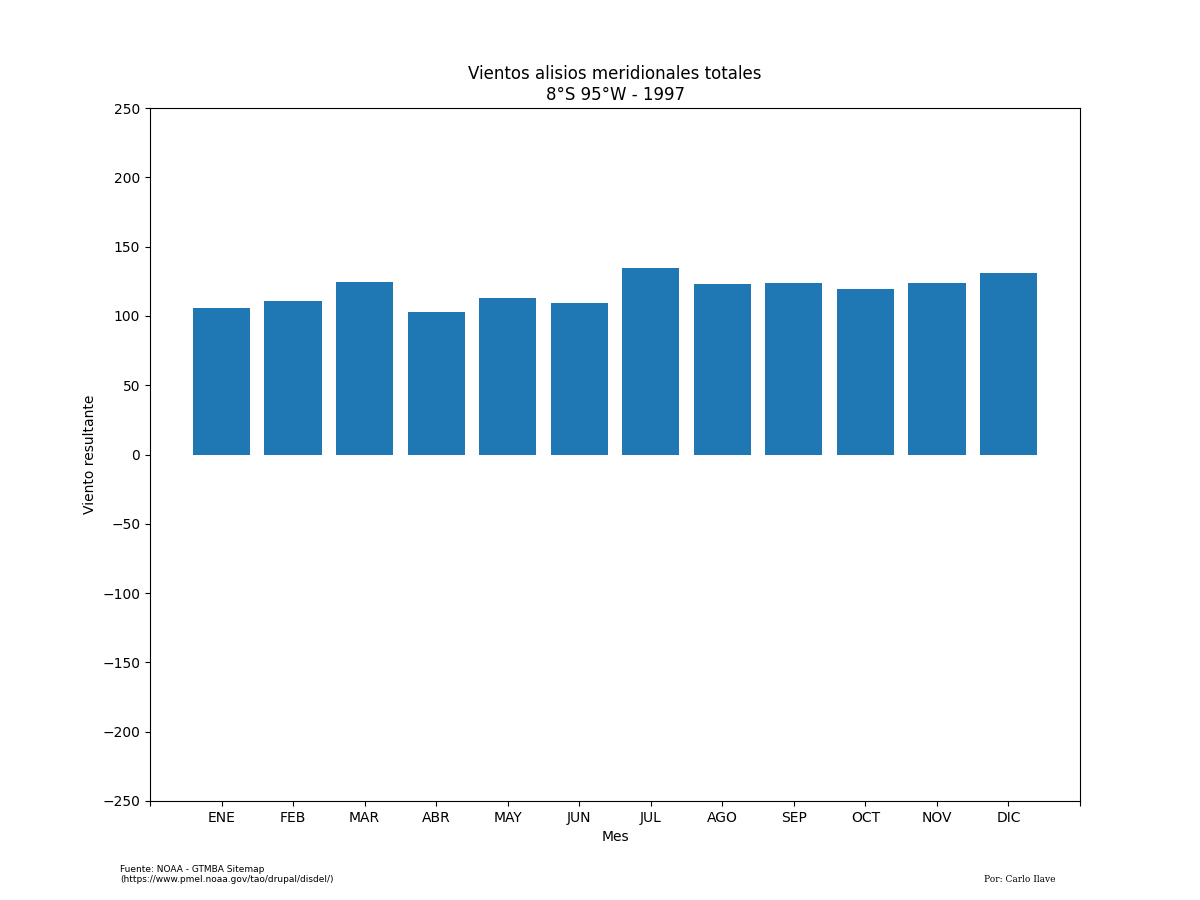 Vientos alisios meridionales totales
8°S 95°W - 1997
250
200
150
100
50
0
−50
−100
−150
−200
−250
Viento resultante
ENE FEB MAR ABR MAY JUN JUL AGO SEP OCT NOV DIC
Mes
Fuente: NOAA - GTMBA Sitemap
(https://www.pmel.noaa.gov/tao/drupal/disdel/)
Por: Carlo Ilave